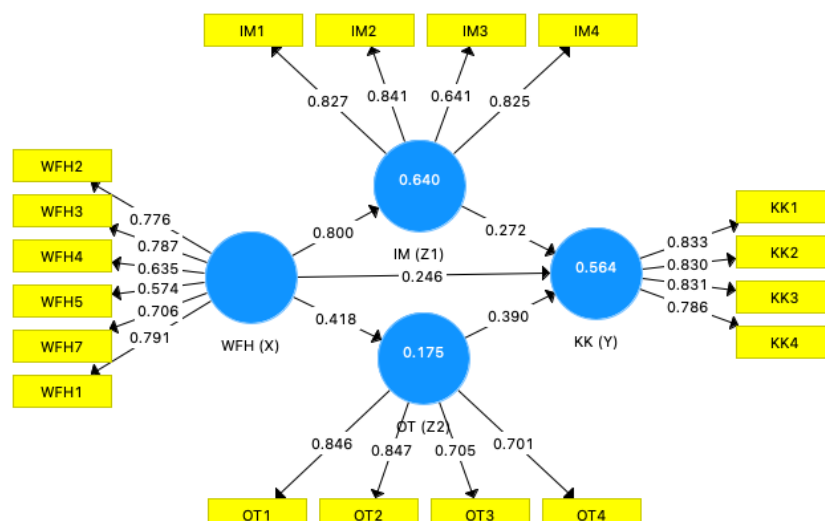 IM1 IM2 IM3 IM4
0.827 0.841 0.641 0.825
WFH2
WFH3
WFH4
WFH5
WFH7
WFH1
0.776
0.787
0.635
0.574
0.706
0.791
WFH (X)
0.800
0.246
0.418
0.640
IM (Z1)
0.272
0.175
OT (Z2)
0.390
0.564
KK (Y)
0.833
0.830
0.831
0.786
KK1
KK2
KK3
KK4
0.846 0.847 0.705 0.701
OT1 OT2 OT3 OT4